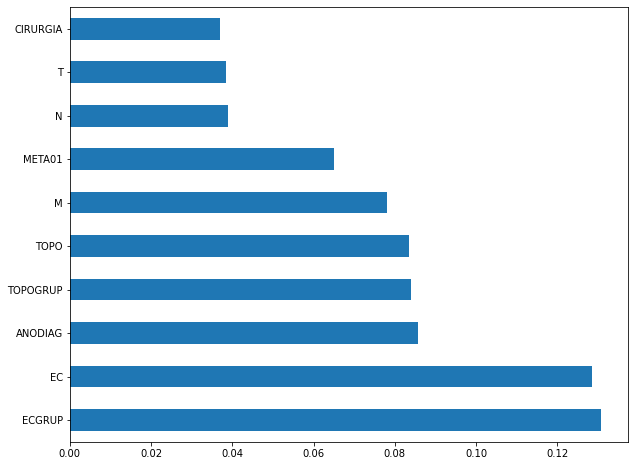 CIRURGIA
T
N
META01
M
TOPO
TOPOGRUP
ANODIAG
EC
ECGRUP
0.00 0.02 0.04 0.06 0.08 0.10 0.12